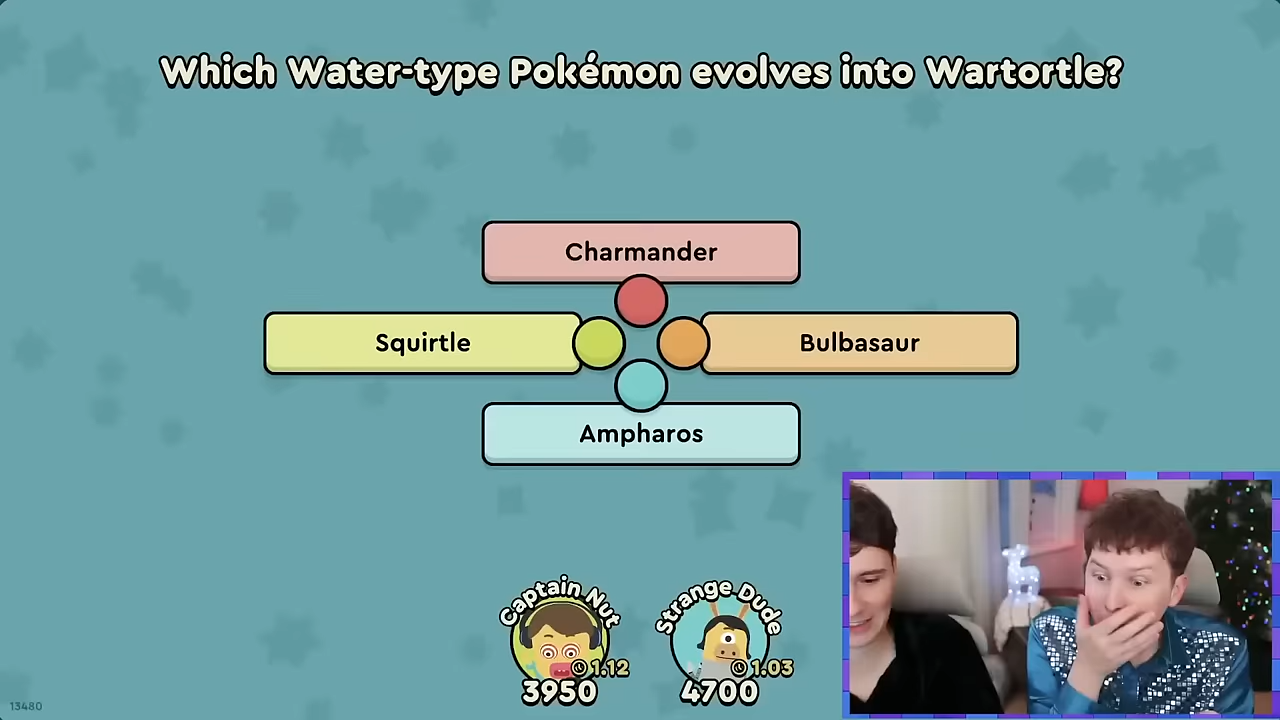 Which Water-type Pokémon evolves into Wartortle?
Charmander
Squirtle
Bulbasaur
Ampharos
Captain Nut
Strange Dude
1.12
1.03
3950
4700
13480